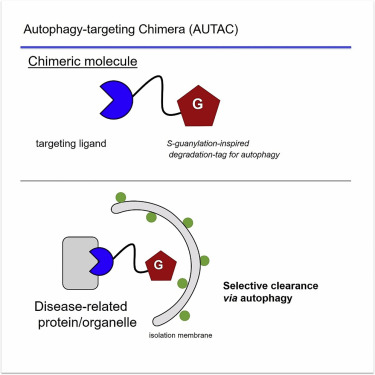 Autophagy-targeting Chimera (AUTAC)
Chimeric molecule
G
targeting ligand
S-guanylation-inspired
degradation-tag for autophagy
G
Disease-related
protein/organelle
Selective clearance
via autophagy
isolation membrane